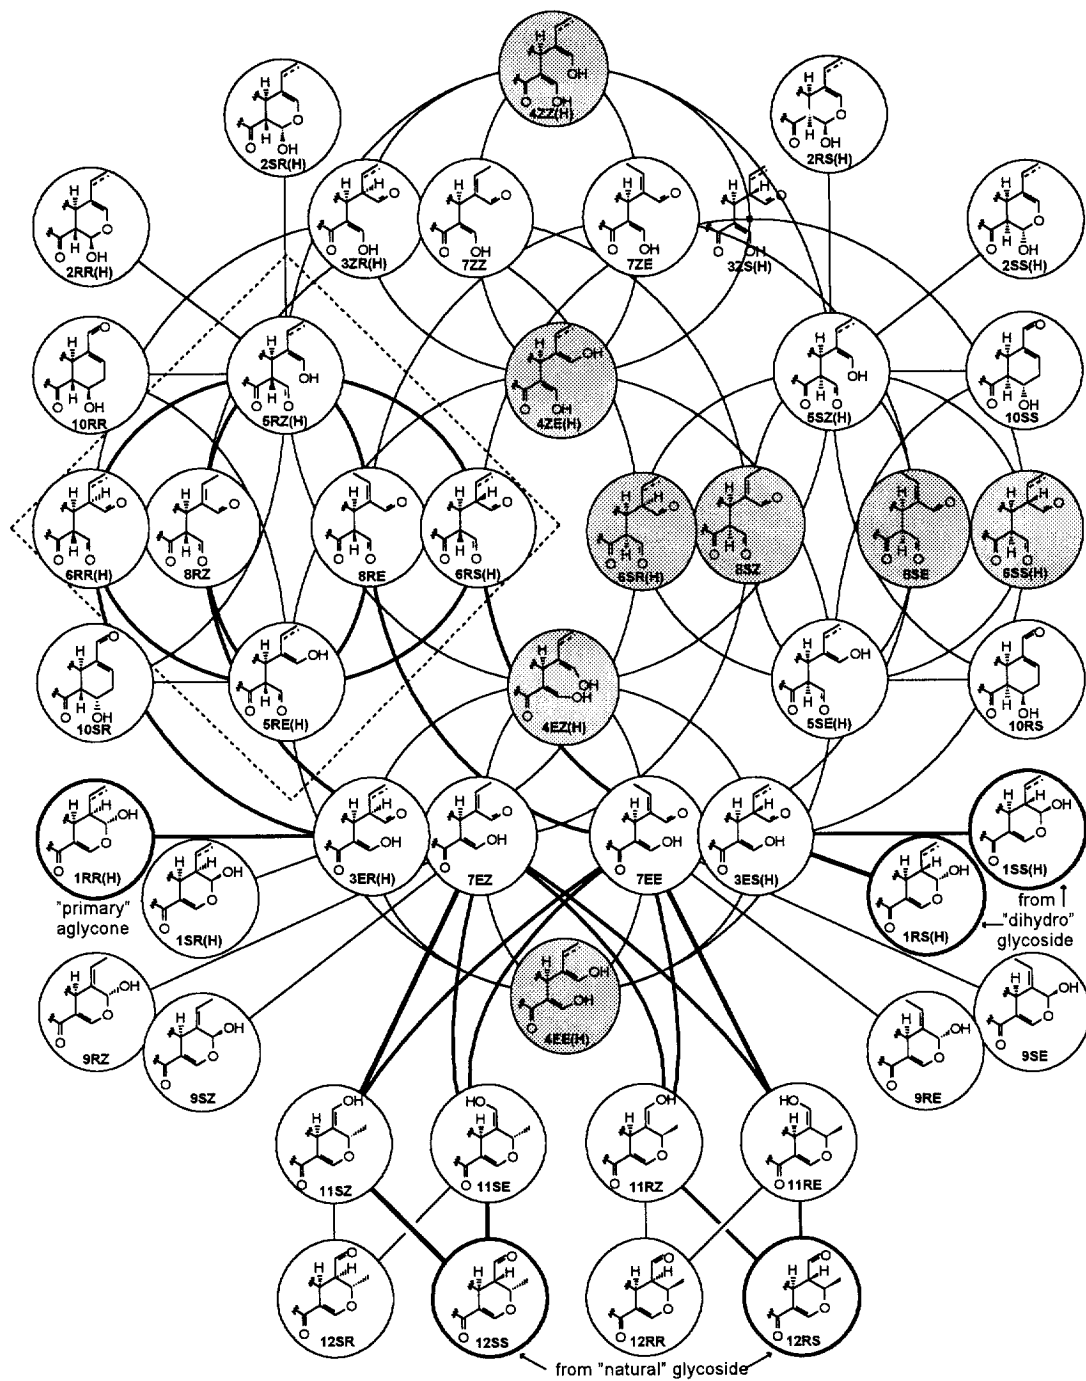 4ZZ(H)
2SR(H)
2RS(H)
2RR(H)
3ZR(H)
7ZZ
7ZE
3ZS(H)
2SS(H)
10RR
5RZ(H)
4ZE(H)
5SZ(H)
10SS
6RR(H)
8RZ
8RE
6RS(H)
6SR(H)
8SZ
8SE
6SS(H)
10SR
5RE(H)
4EZ(H)
5SE(H)
10RS
1RR(H)
3ER(H)
7EZ
7EE
3ES(H)
1SS(H)
"primary"
aglycone
1SR(H)
1RS(H)
from
"dihydro"
glycoside
9RZ
9SZ
4EE(H)
9RE
9SE
11SZ
11SE
11RZ
11RE
12SR
12SS
12RR
12RS
from "natural" glycoside